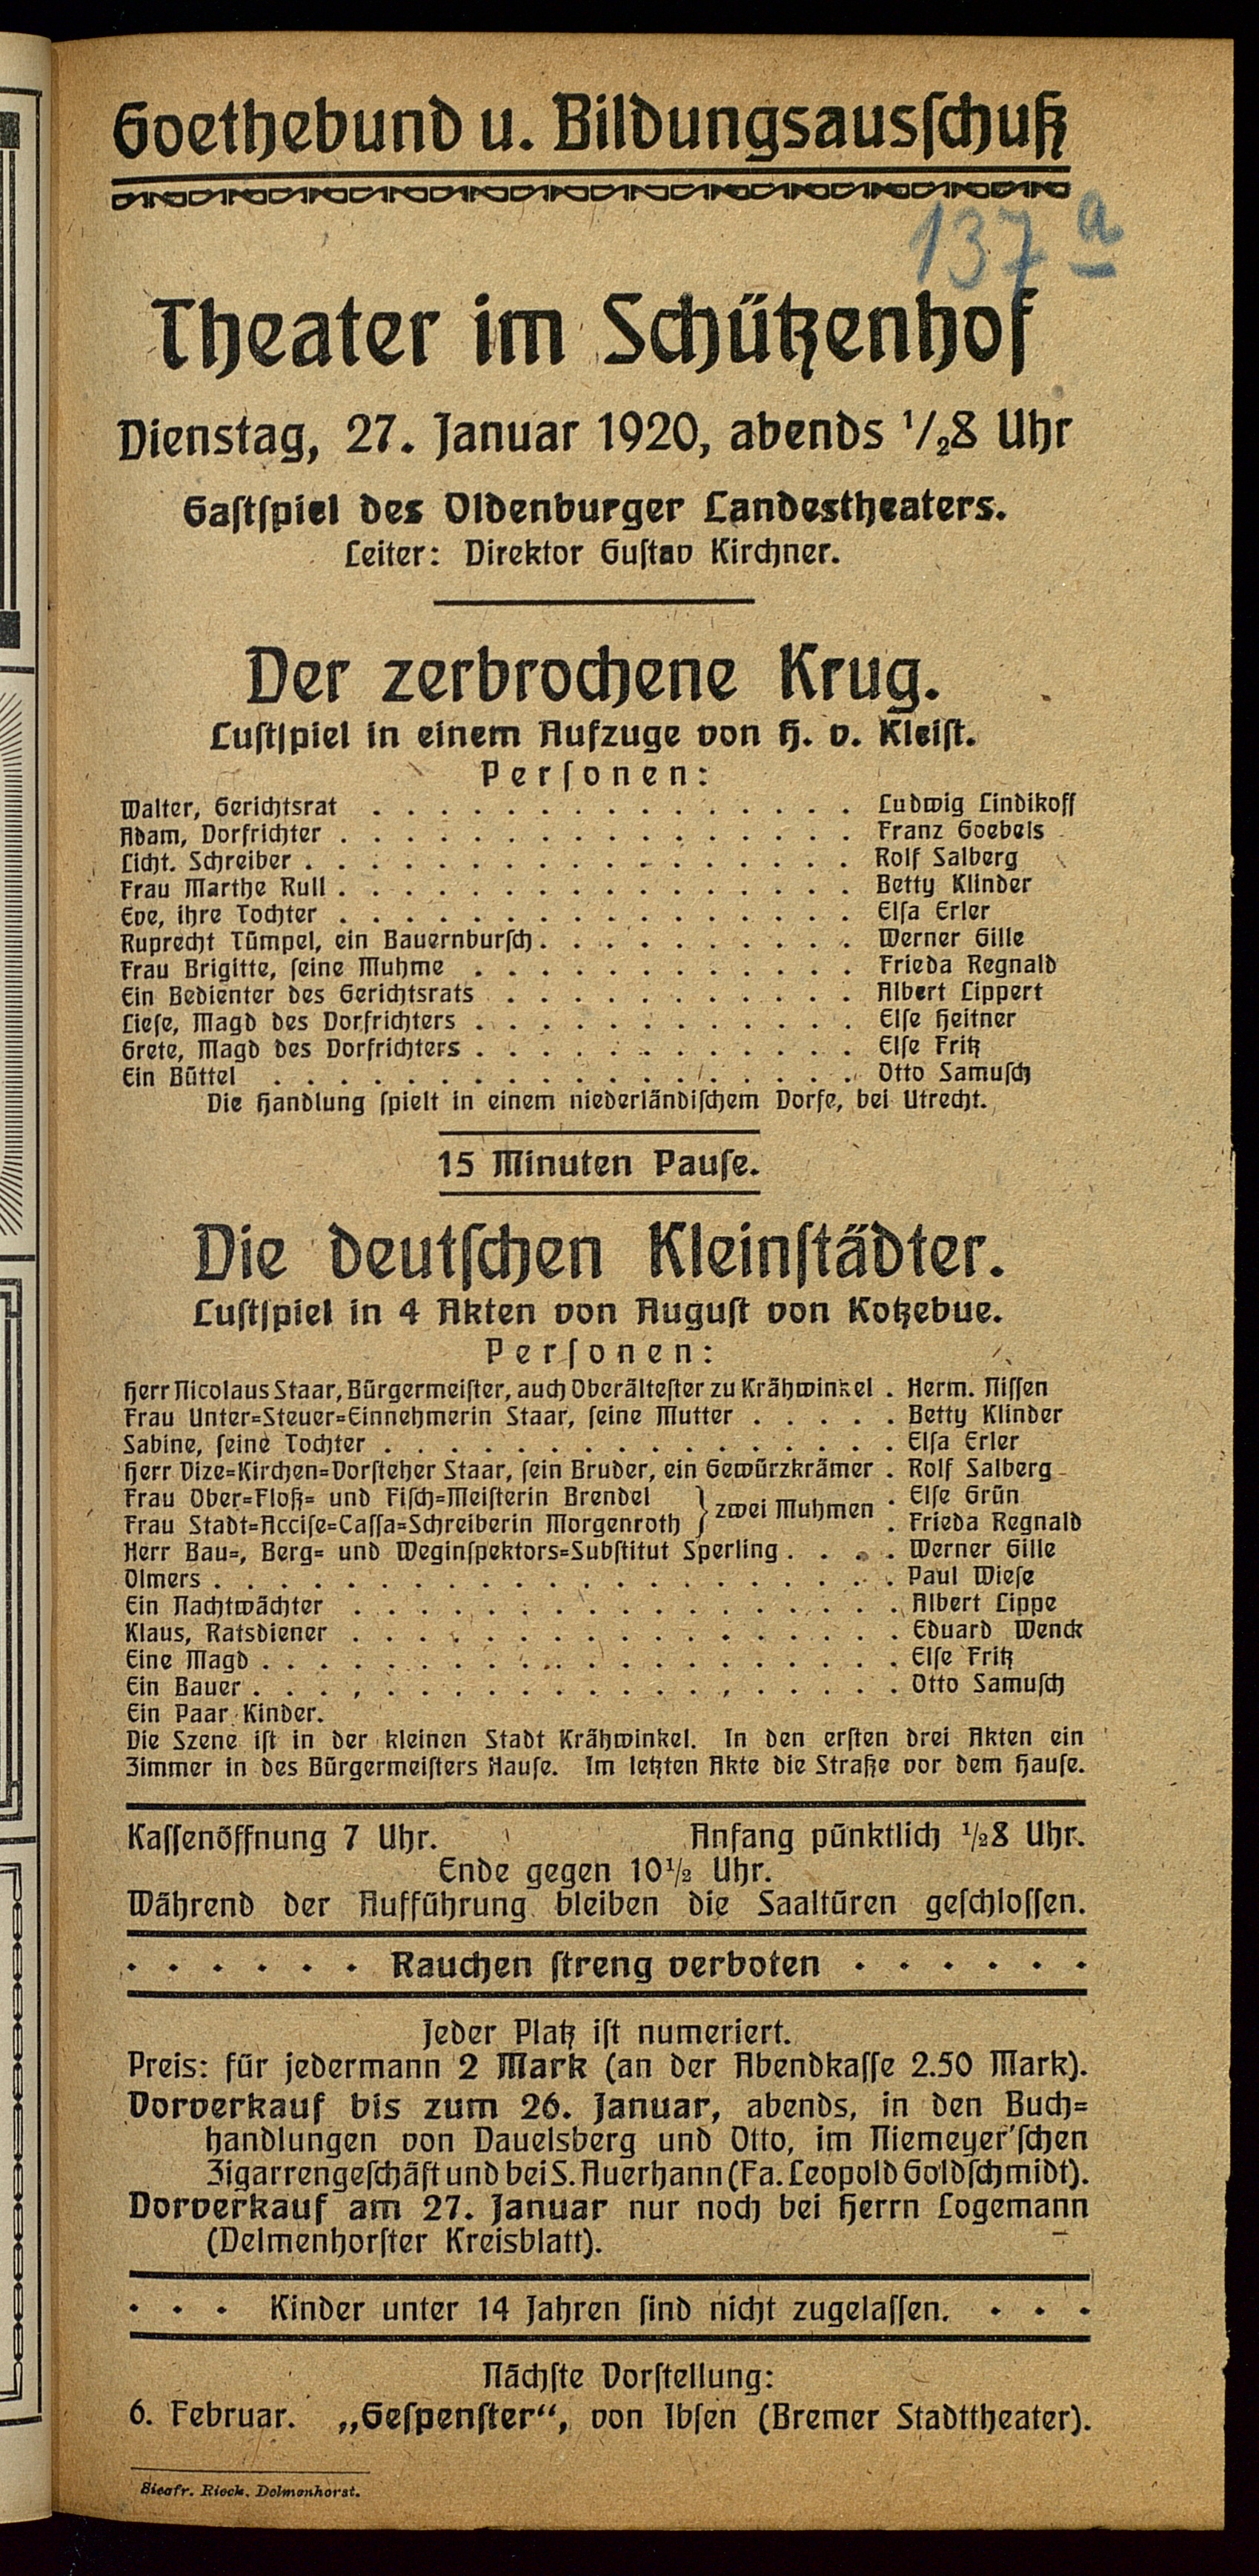 Goethebund u. Bildungsausſchuß
137 a
Theater im Schützenhof
Dienstag, 27. Januar 1920, abends 1/28 Uhr
Gaſtſpiel des Oldenburger Landestheaters.
Leiter: Direktor Guſtav Kirchner.
Der zerbrochene Krug.
Luſtſpiel in einem Aufzuge von H. v. Kleiſt.
Perſonen:
Walter, Gerichtsrat . . . . . . . . . . . . . . . Ludwig Lindikoff
Adam, Dorfrichter . . . . . . . . . . . . . . . . Franz Goebels
Licht. Schreiber . . . . . . . . . . . . . . . . . Rolf Salberg
Frau Marthe Rull . . . . . . . . . . . . . . . . Betty Klinder
Eve, ihre Tochter . . . . . . . . . . . . . . . . Elſa Erler
Ruprecht Tümpel, ein Bauernburſch . . . . . . . . . . Werner Gille
Frau Brigitte, ſeine Muhme . . . . . . . . . . . . Frieda Regnald
Ein Bedienter des Gerichtsrats . . . . . . . . . . . Albert Lippert
Lieſe, Magd des Dorfrichters . . . . . . . . . . . . Elſe Heitner
Grete, Magd des Dorfrichters . . . . . . . . . . . . Elſe Fritz
Ein Büttel . . . . . . . . . . . . . . . . . . Otto Samuſch
Die Handlung ſpielt in einem niederländiſchem Dorfe, bei Utrecht.
15 Minuten Pauſe.
Die deutſchen Kleinſtädter.
Luſtſpiel in 4 Akten von Auguſt von Kotzebue.
Perſonen:
Herr Nicolaus Staar, Bürgermeiſter, auch Oberälteſter zu Krähwinkel . Herm. Niſſen
Frau Unter=Steuer=Einnehmerin Staar, ſeine Mutter . . . . . Betty Klinder
Sabine, ſeine Tochter . . . . . . . . . . . . . . . . Elſa Erler
Herr Vize=Kirchen=Vorſteher Staar, ſein Bruder, ein Gewürzkrämer . Rolf Salberg
Frau Ober=Floß= und Fiſch=Meiſterin Brendel } zwei Muhmen . Elſe Grün
Frau Stadt=Acciſe=Caſſa=Schreiberin Morgenroth . Frieda Regnald
Herr Bau=, Berg= und Weginſpektors=Subſtitut Sperling . . . . Werner Gille
Olmers . . . . . . . . . . . . . . . . . . . . . Paul Wieſe
Ein Nachtwächter . . . . . . . . . . . . . . . . . Albert Lippe
Klaus, Ratsdiener . . . . . . . . . . . . . . . . . Eduard Wenck
Eine Magd . . . . . . . . . . . . . . . . . . . . Elſe Fritz
Ein Bauer . . . . . . . . . . . . . . . . . . . . Otto Samuſch
Ein Paar Kinder.
Die Szene iſt in der kleinen Stadt Krähwinkel. In den erſten drei Akten ein
Zimmer in des Bürgermeiſters Hauſe. Im letzten Akte die Straße vor dem Hauſe.
Kaſſenöffnung 7 Uhr. Anfang pünktlich 1/28 Uhr.
Ende gegen 10 1/2 Uhr.
Während der Aufführung bleiben die Saaltüren geſchloſſen.
. . . . . . Rauchen ſtreng verboten . . . . . .
Jeder Platz iſt numeriert.
Preis: für jedermann 2 Mark (an der Abendkaſſe 2.50 Mark).
Vorverkauf bis zum 26. Januar, abends, in den Buch=
handlungen von Dauelsberg und Otto, im Niemeyer'ſchen
Zigarrengeſchäft und bei S. Auerhann (Fa. Leopold Goldſchmidt).
Vorverkauf am 27. Januar nur noch bei Herrn Logemann
(Delmenhorſter Kreisblatt).
. . . Kinder unter 14 Jahren ſind nicht zugelaſſen. . . .
Nächſte Vorſtellung:
6. Februar. „Geſpenſter“, von Ibſen (Bremer Stadttheater).
Siegfr. Rieck. Delmenhorst.